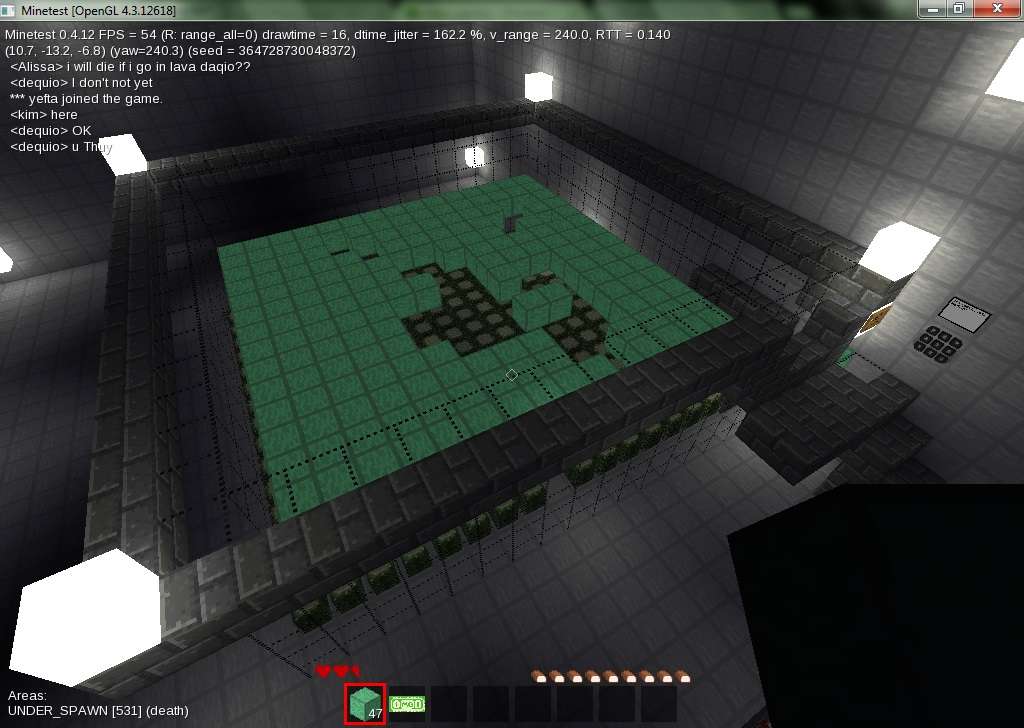 Minetest [OpenGL 4.3.12618]
Minetest 0.4.12 FPS = 54 (R: range_all=0) drawtime = 16, dtime_jitter = 162.2 %, v_range = 240.0, RTT = 0.140
(10.7, -13.2, -6.8) (yaw=240.3) (seed = 364728730048372)
<Alissa> i will die if i go in lava daqio??
<dequio> I don't not yet
*** yefta joined the game.
<kim> here
<dequio> OK
<dequio> u Thuy
Areas:
UNDER_SPAWN [531] (death)
47